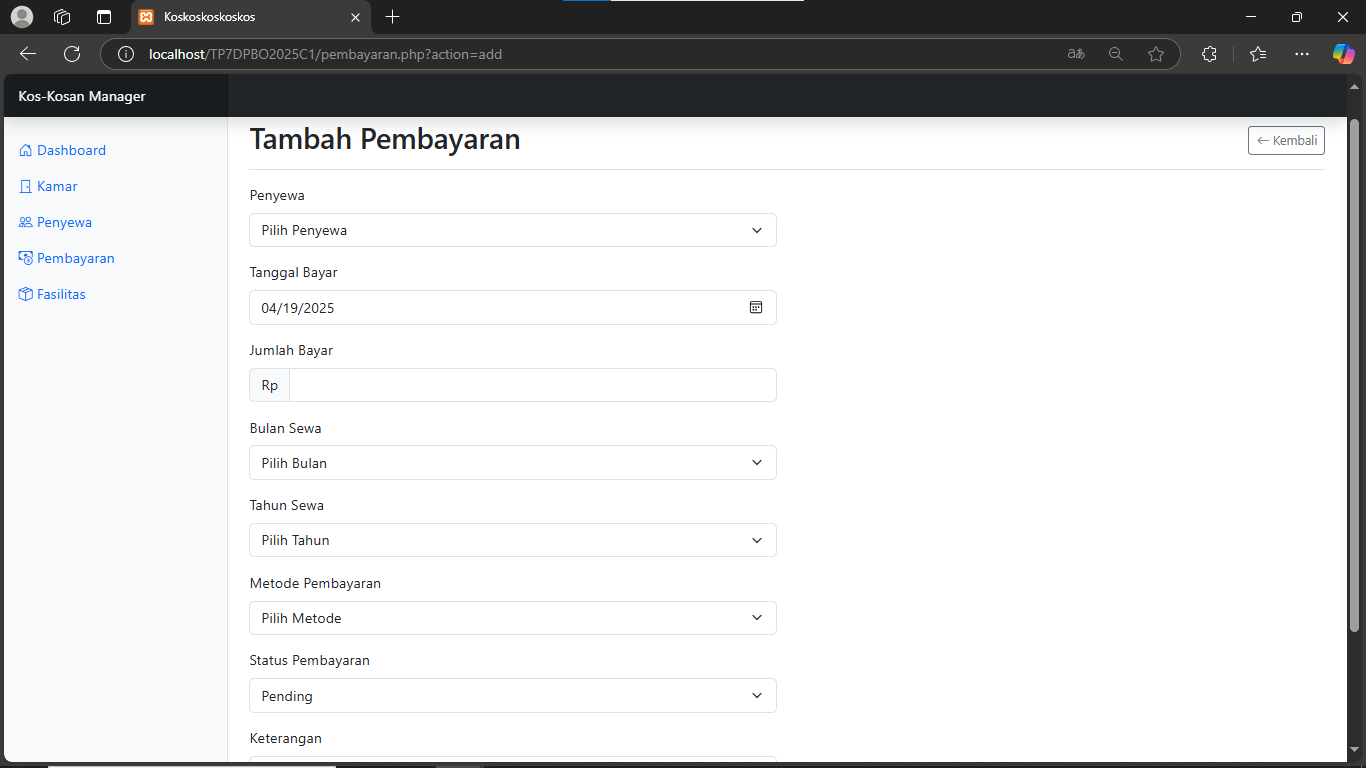 Koskoskoskoskos
localhost/TP7DPBO2025C1/pembayaran.php?action=add
Kos-Kosan Manager
Dashboard
Kamar
Penyewa
Pembayaran
Fasilitas
Tambah Pembayaran
← Kembali
Penyewa
Pilih Penyewa
Tanggal Bayar
04/19/2025
Jumlah Bayar
Rp
Bulan Sewa
Pilih Bulan
Tahun Sewa
Pilih Tahun
Metode Pembayaran
Pilih Metode
Status Pembayaran
Pending
Keterangan